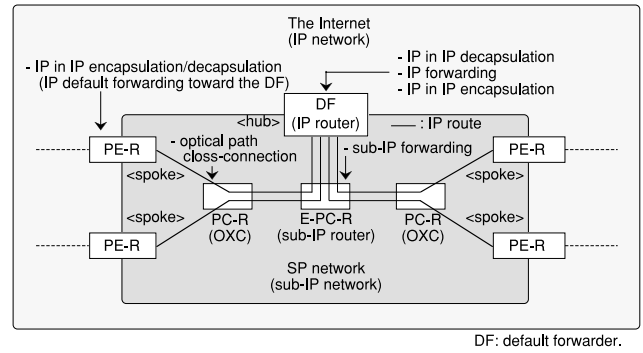 The Internet
(IP network)
- IP in IP encapsulation/decapsulation
(IP default forwarding toward the DF)
- IP in IP decapsulation
- IP forwarding
- IP in IP encapsulation
<hub>
DF
(IP router)
: IP route
PE-R
- optical path
closs-connection
- sub-IP forwarding
PE-R
<spoke>
<spoke>
<spoke>
<spoke>
PE-R
PC-R
(OXC)
E-PC-R
(sub-IP router)
PC-R
(OXC)
PE-R
SP network
(sub-IP network)
DF: default forwarder.